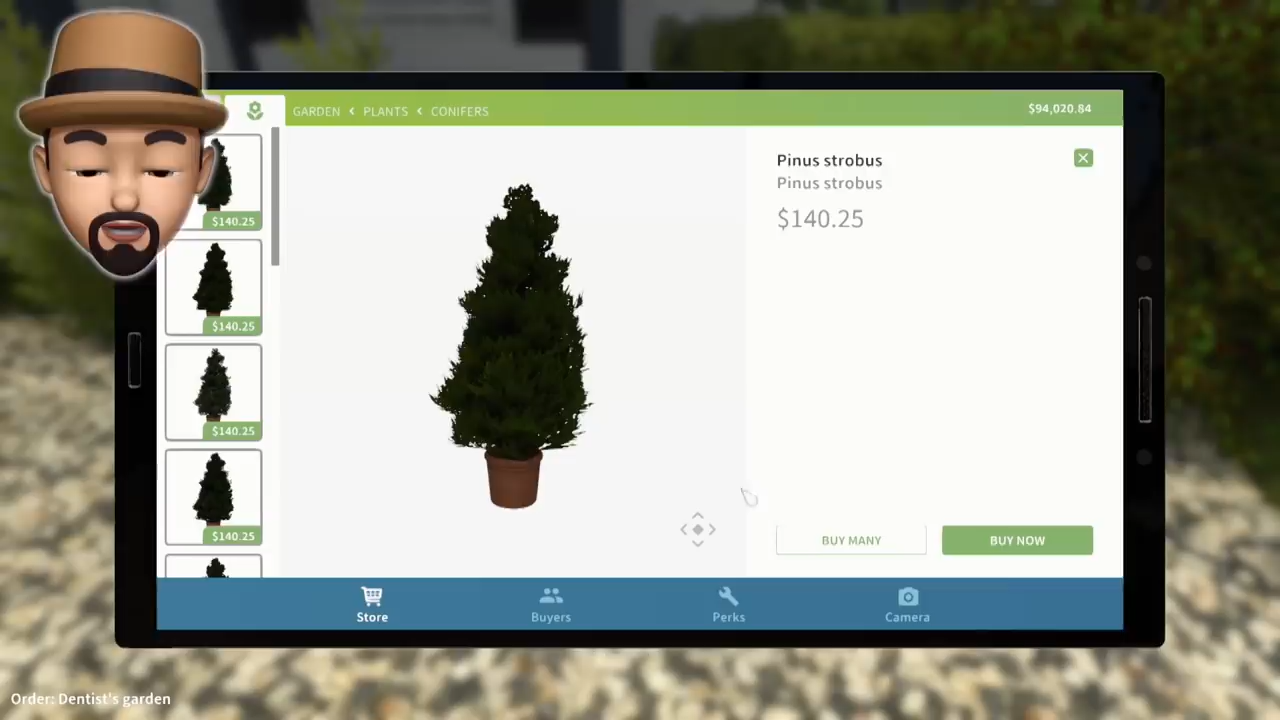 GARDEN < PLANTS < CONIFERS
$94,020.84
$140.25
$140.25
$140.25
$140.25
Pinus strobus
Pinus strobus
$140.25
BUY MANY
BUY NOW
Store
Buyers
Perks
Camera
Order: Dentist's garden